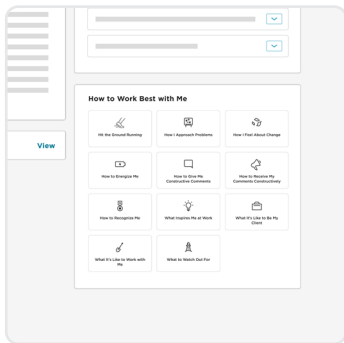 View
How to Work Best with Me
Hit the Ground Running
How I Approach Problems
How I Feel About Change
How to Energize Me
How to Give Me
Constructive Comments
How to Receive My
Comments Constructively
How to Recognize Me
What Inspires Me at Work
What It's Like to Be My
Client
What it's Like to Work with
Me
What to Watch Out For